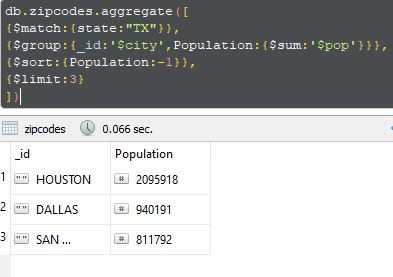 db.zipcodes.aggregate([
{$match:{state:"TX"}},
{$group:{_id:'$city',Population:{$sum:'$pop'}}},
{$sort:{Population:-1}},
{$limit:3}
])
zipcodes 0.066 sec.
_id Population
1 "" HOUSTON # 2095918
2 "" DALLAS # 940191
3 "" SAN ... # 811792